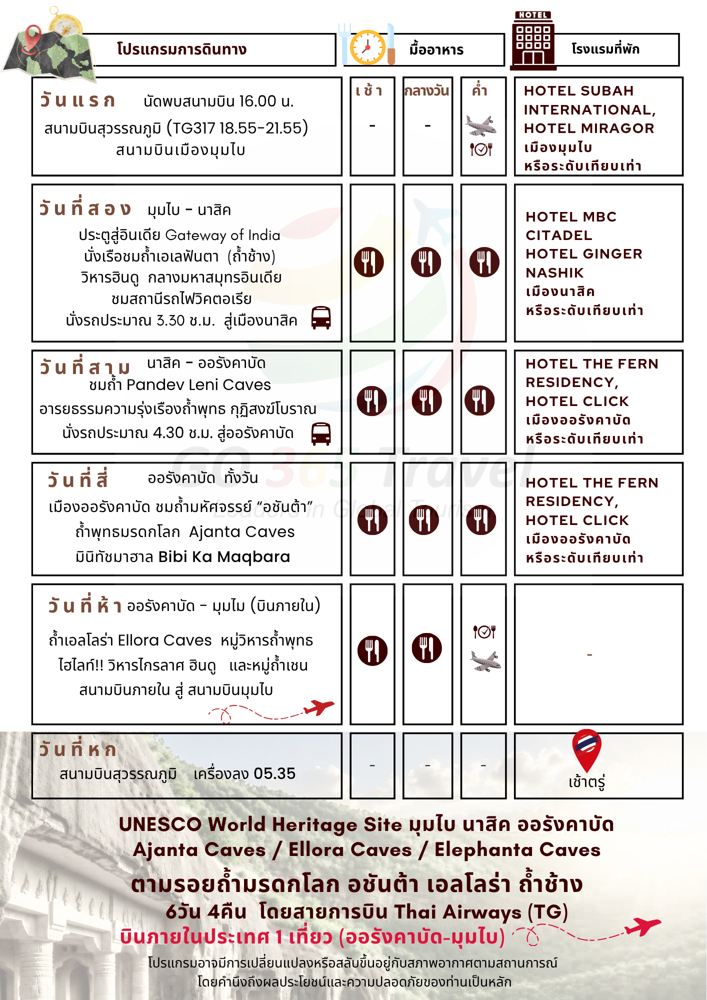 โปรแกรมการดินทาง
มื้ออาหาร
HOTEL
โรงแรมที่พัก
วันแรก นัดพบสนามบิน 16.00 น.
สนามบินสุวรรณภูมิ (TG317 18.55-21.55)
สนามบินเมืองมุมไบ
เช้า
-
กลางวัน
-
ค่ำ
HOTEL SUBAH
INTERNATIONAL,
HOTEL MIRAGOR
เมืองมุมไบ
หรือระดับเทียบเท่า
วันที่สอง มุมไบ - นาสิค
ประตูสู่อินเดีย Gateway of India
นั่งเรือชมถ้ำเอเลฟันตา (ถ้ำช้าง)
วิหารฮินดู กลางมหาสมุทรอินเดีย
ชมสถานีรถไฟวิคตอเรีย
นั่งรถประมาณ 3.30 ช.ม. สู่เมืองนาสิค
HOTEL MBC
CITADEL
HOTEL GINGER
NASHIK
เมืองนาสิค
หรือระดับเทียบเท่า
วันที่สาม นาสิค - ออรังคาบัด
ชมถ้ำ Pandev Leni Caves
อารยธรรมความรุ่งเรืองถ้ำพุทธ กุฏิสงฆ์โบราณ
นั่งรถประมาณ 4.30 ช.ม. สู่ออรังคาบัด
HOTEL THE FERN
RESIDENCY,
HOTEL CLICK
เมืองออรังคาบัด
หรือระดับเทียบเท่า
GO 365 Travel
Leaders in Global Tourism.
วันที่สี่ ออรังคาบัด ทั้งวัน
เมืองออรังคาบัด ชมถ้ำมหัศจรรย์ “อชันต้า”
ถ้ำพุทธมรดกโลก Ajanta Caves
มินิทัชมาฮาล Bibi Ka Maqbara
HOTEL THE FERN
RESIDENCY,
HOTEL CLICK
เมืองออรังคาบัด
หรือระดับเทียบเท่า
วันที่ห้า ออรังคาบัด - มุมไม (บินภายใน)
ถ้ำเอลโลร่า Ellora Caves หมู่วิหารถ้ำพุทธ
ไฮไลท์!! วิหารไกรลาศ ฮินดู และหมู่ถ้ำเชน
สนามบินภายใน สู่ สนามบินมุมไบ
-
วันที่หก
สนามบินสุวรรณภูมิ เครื่องลง 05.35
-
-
-
เช้าตรู่
UNESCO World Heritage Site มุมไบ นาสิค ออรังคาบัด
Ajanta Caves / Ellora Caves / Elephanta Caves
ตามรอยถ้ำมรดกโลก อชันต้า เอลโลร่า ถ้ำช้าง
6วัน 4คืน โดยสายการบิน Thai Airways (TG)
บินภายในประเทศ 1 เที่ยว (ออรังคาบัด-มุมไบ)
โปรแกรมอาจมีการเปลี่ยนแปลงหรือสลับขึ้นอยู่กับสภาพอากาศตามสถานการณ์
โดยคำนึงถึงผลประโยชน์และความปลอดภัยของท่านเป็นหลัก